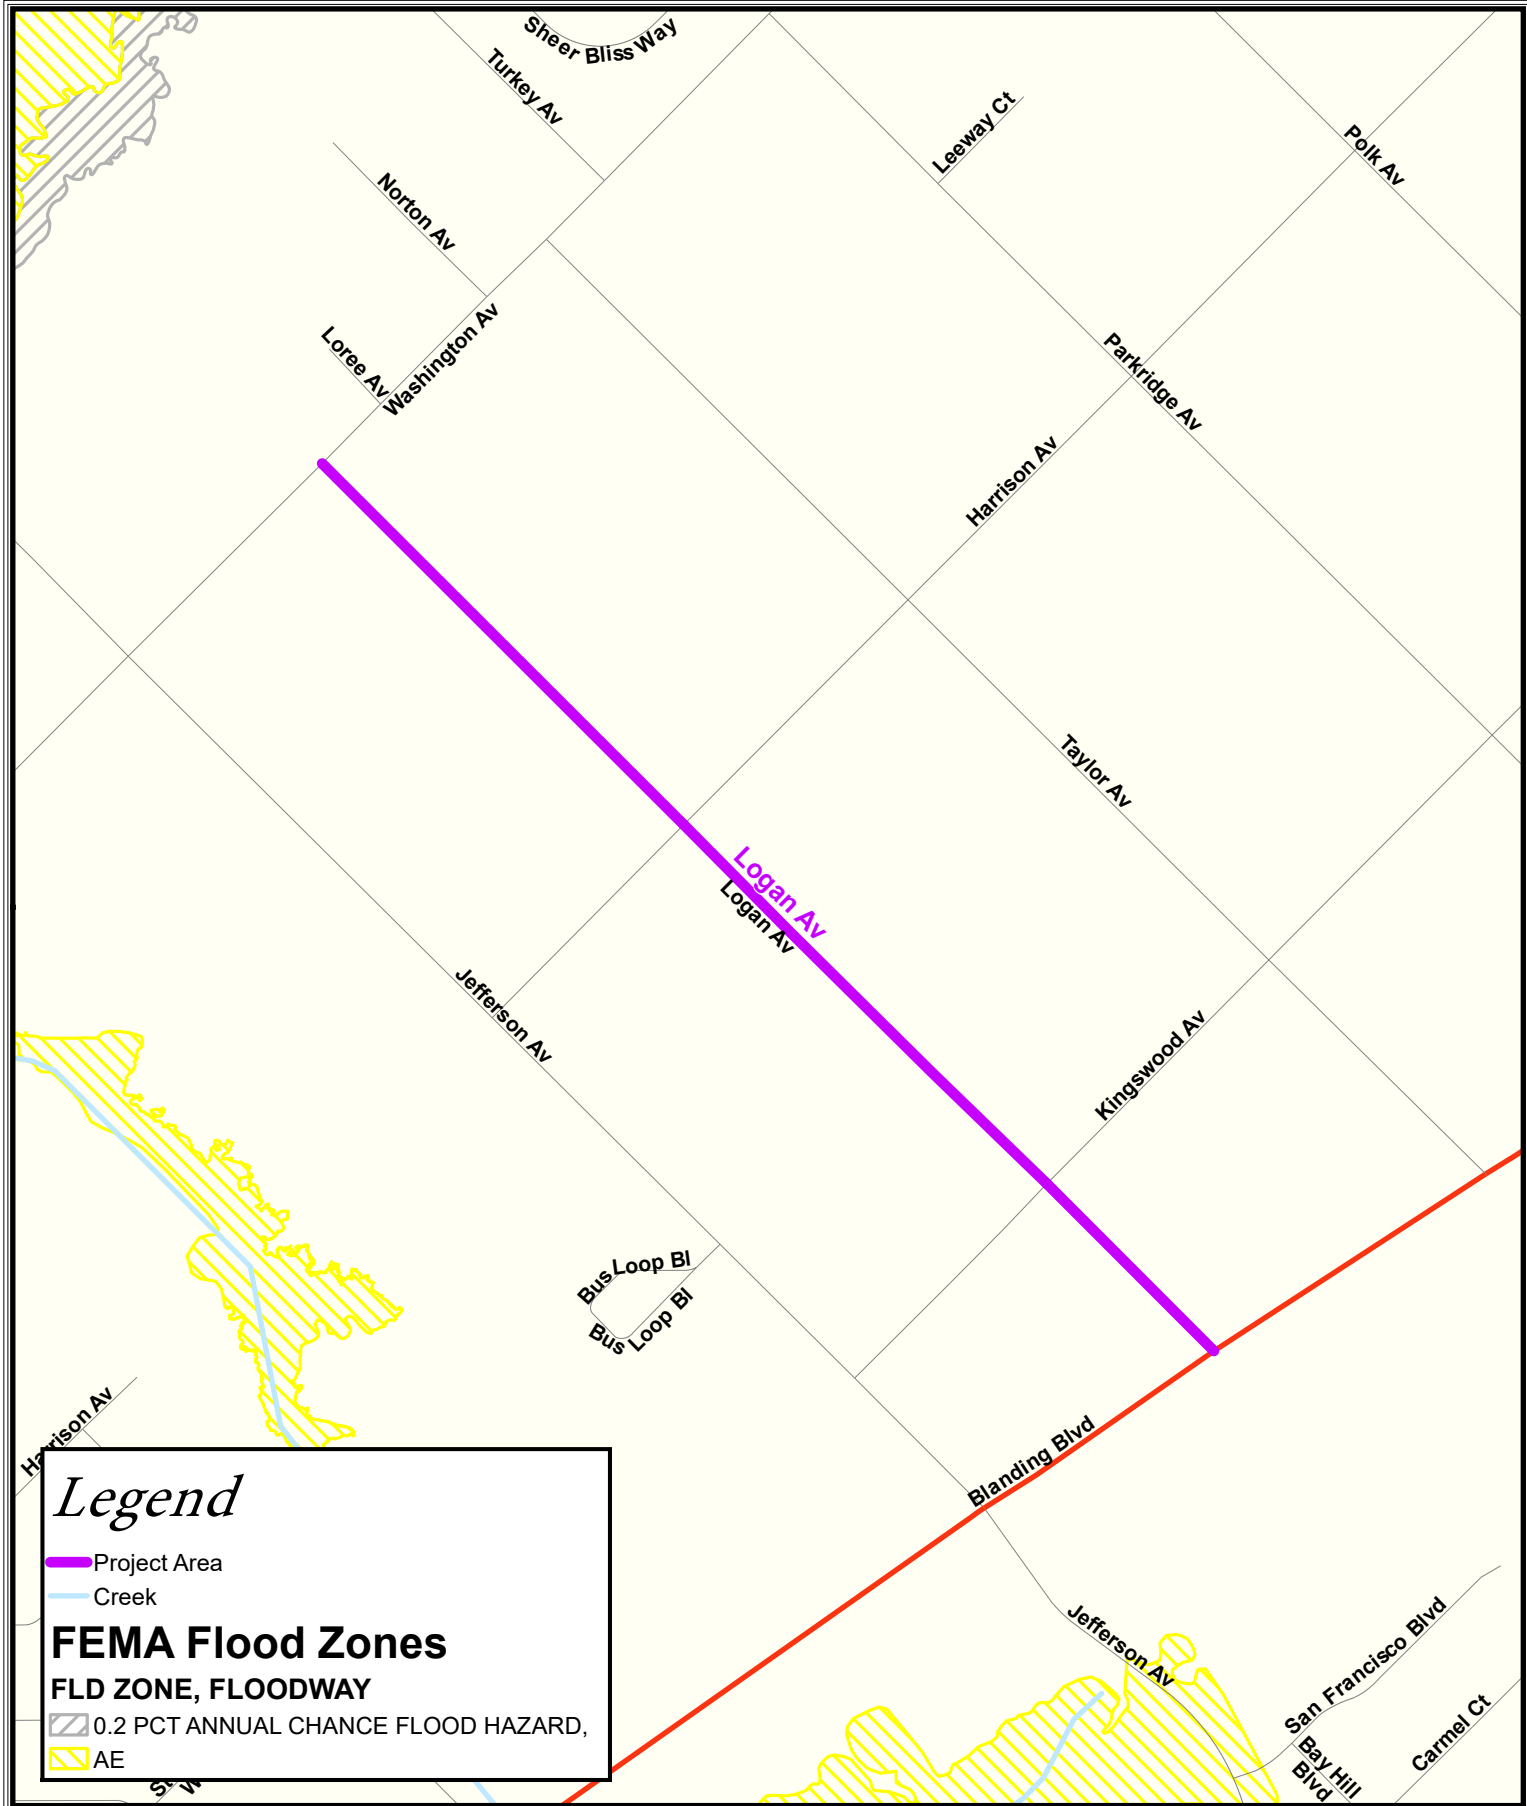 Sheer Bliss Way
Turkey Av
Leeway Ct
Polk Av
Norton Av
Washington Av
Loree Av
Parkridge Av
Harrison Av
Taylor Av
Logan Av
Logan Av
Jefferson Av
Kingswood Av
Bus Loop Bl
Bus Loop Bl
Harrison Av
Blanding Blvd
Jefferson Av
San Francisco Blvd
Carmel Ct
Bay Hill
Blvd
Legend
Project Area
Creek
FEMA Flood Zones
FLD ZONE, FLOODWAY
0.2 PCT ANNUAL CHANCE FLOOD HAZARD,
AE